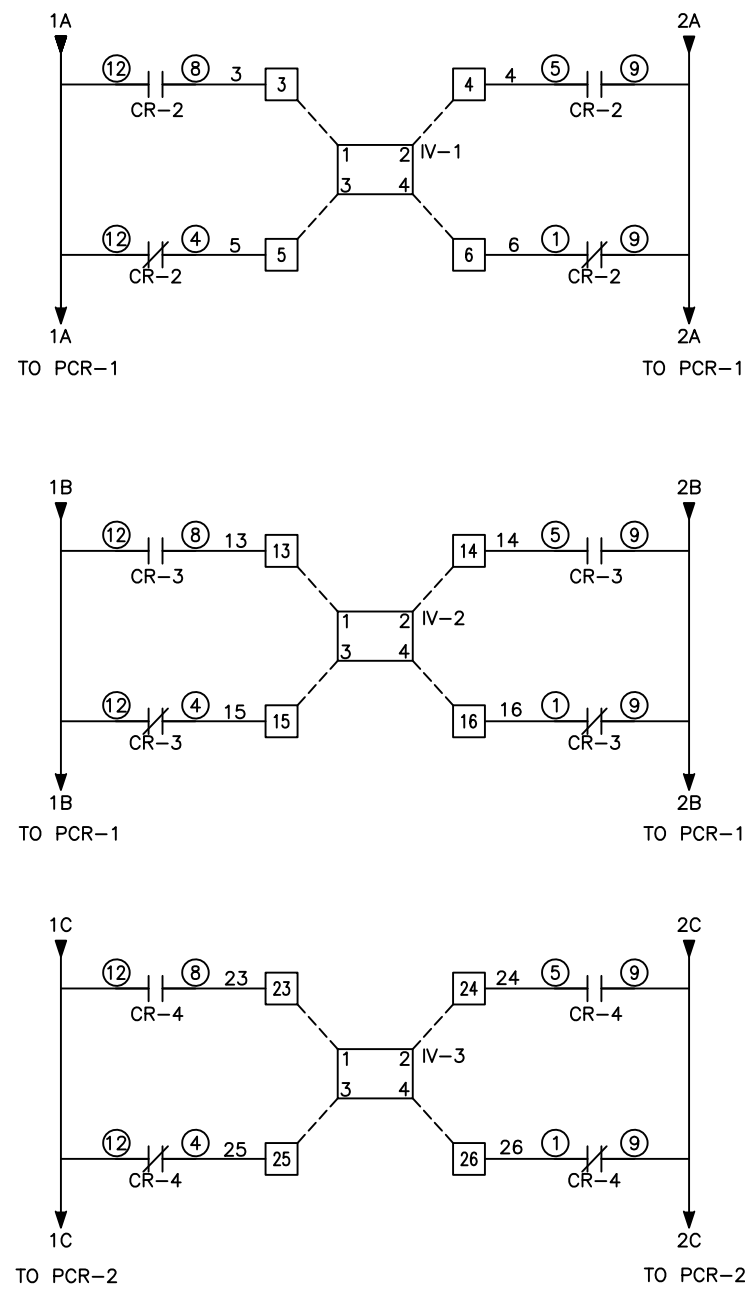 1A 2A
12 8 3 3 4 4 5 9
CR-2 CR-2
1 2 IV-1
3 4
12 4 5 5 6 6 1 9
CR-2 CR-2
1A 2A
TO PCR-1 TO PCR-1
1B 2B
12 8 13 13 14 14 5 9
CR-3 CR-3
1 2 IV-2
3 4
12 4 15 15 16 16 1 9
CR-3 CR-3
1B 2B
TO PCR-1 TO PCR-1
1C 2C
12 8 23 23 24 24 5 9
CR-4 CR-4
1 2 IV-3
3 4
12 4 25 25 26 26 1 9
CR-4 CR-4
1C 2C
TO PCR-2 TO PCR-2